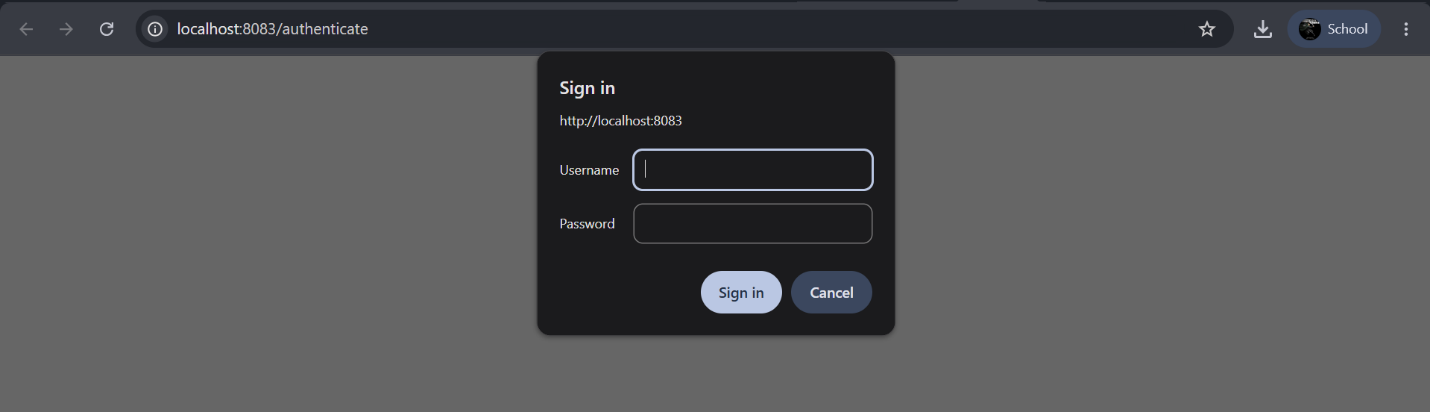 localhost:8083/authenticate
School
Sign in
http://localhost:8083
Username
Password
Sign in Cancel